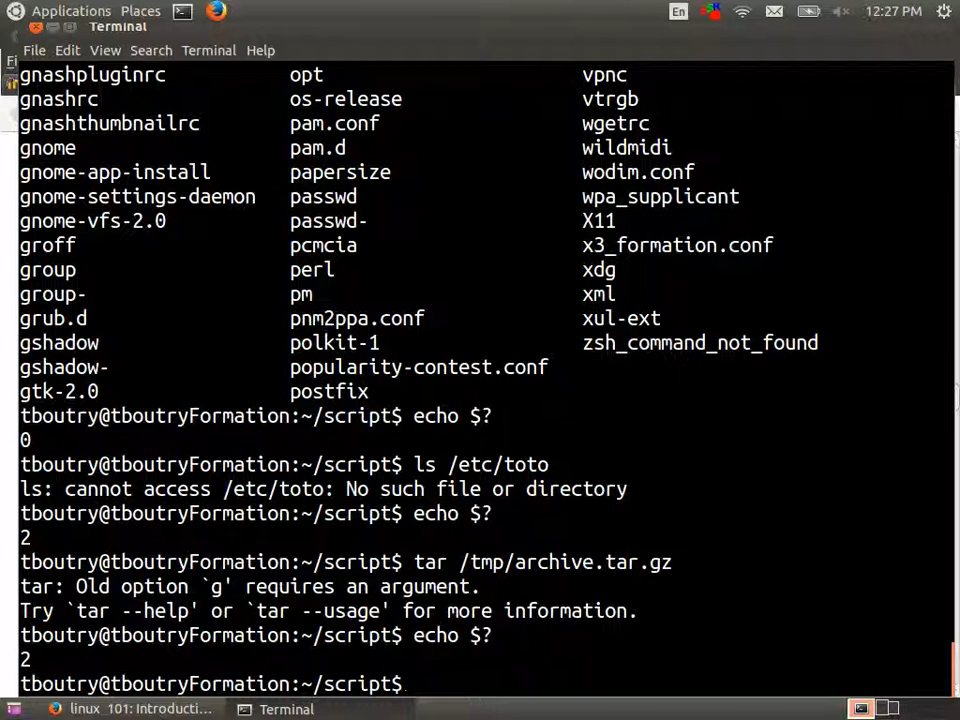 Applications Places En 12:27 PM
Terminal
File Edit View Search Terminal Help
Fi
gnashpluginrc opt vpnc
gnashrc os-release vtrgb
gnashthumbnailrc pam.conf wgetrc
gnome pam.d wildmidi
gnome-app-install papersize wodim.conf
gnome-settings-daemon passwd wpa_supplicant
gnome-vfs-2.0 passwd- X11
groff pcmcia x3_formation.conf
group perl xdg
group- pm xml
grub.d pnm2ppa.conf xul-ext
gshadow polkit-1 zsh_command_not_found
gshadow- popularity-contest.conf
gtk-2.0 postfix
tboutry@tboutryFormation:~/script$ echo $?
0
tboutry@tboutryFormation:~/script$ ls /etc/toto
ls: cannot access /etc/toto: No such file or directory
tboutry@tboutryFormation:~/script$ echo $?
2
tboutry@tboutryFormation:~/script$ tar /tmp/archive.tar.gz
tar: Old option `g' requires an argument.
Try `tar --help' or `tar --usage' for more information.
tboutry@tboutryFormation:~/script$ echo $?
2
tboutry@tboutryFormation:~/script$
linux_101: Introducti... Terminal